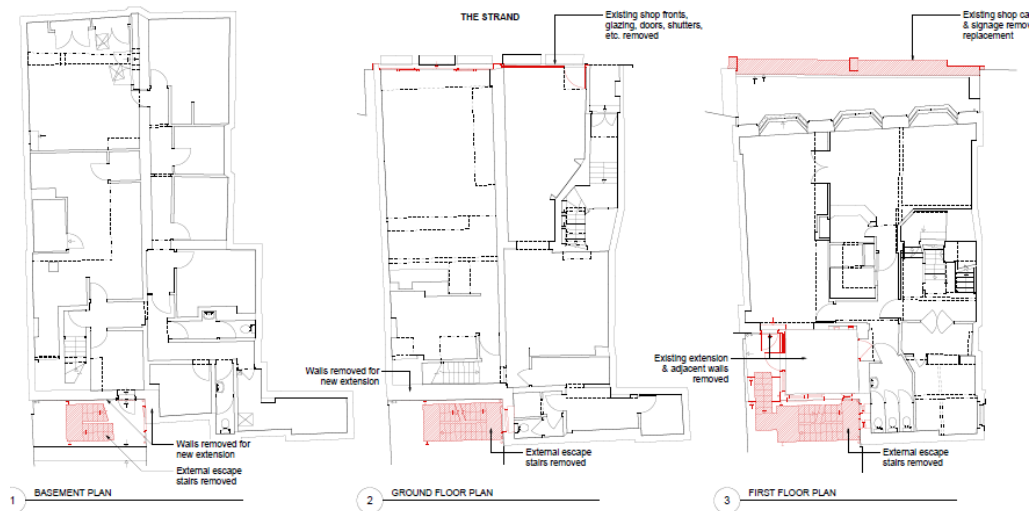 THE STRAND
Existing shop fronts,
glazing, doors, shutters,
etc. removed
Existing shop
& signage
replacement
Walls removed for
new extension
Existing extension
& adjacent walls
removed
Walls removed for
new extension
External escape
stairs removed
External escape
stairs removed
External escape
stairs removed
1 BASEMENT PLAN
2 GROUND FLOOR PLAN
3 FIRST FLOOR PLAN